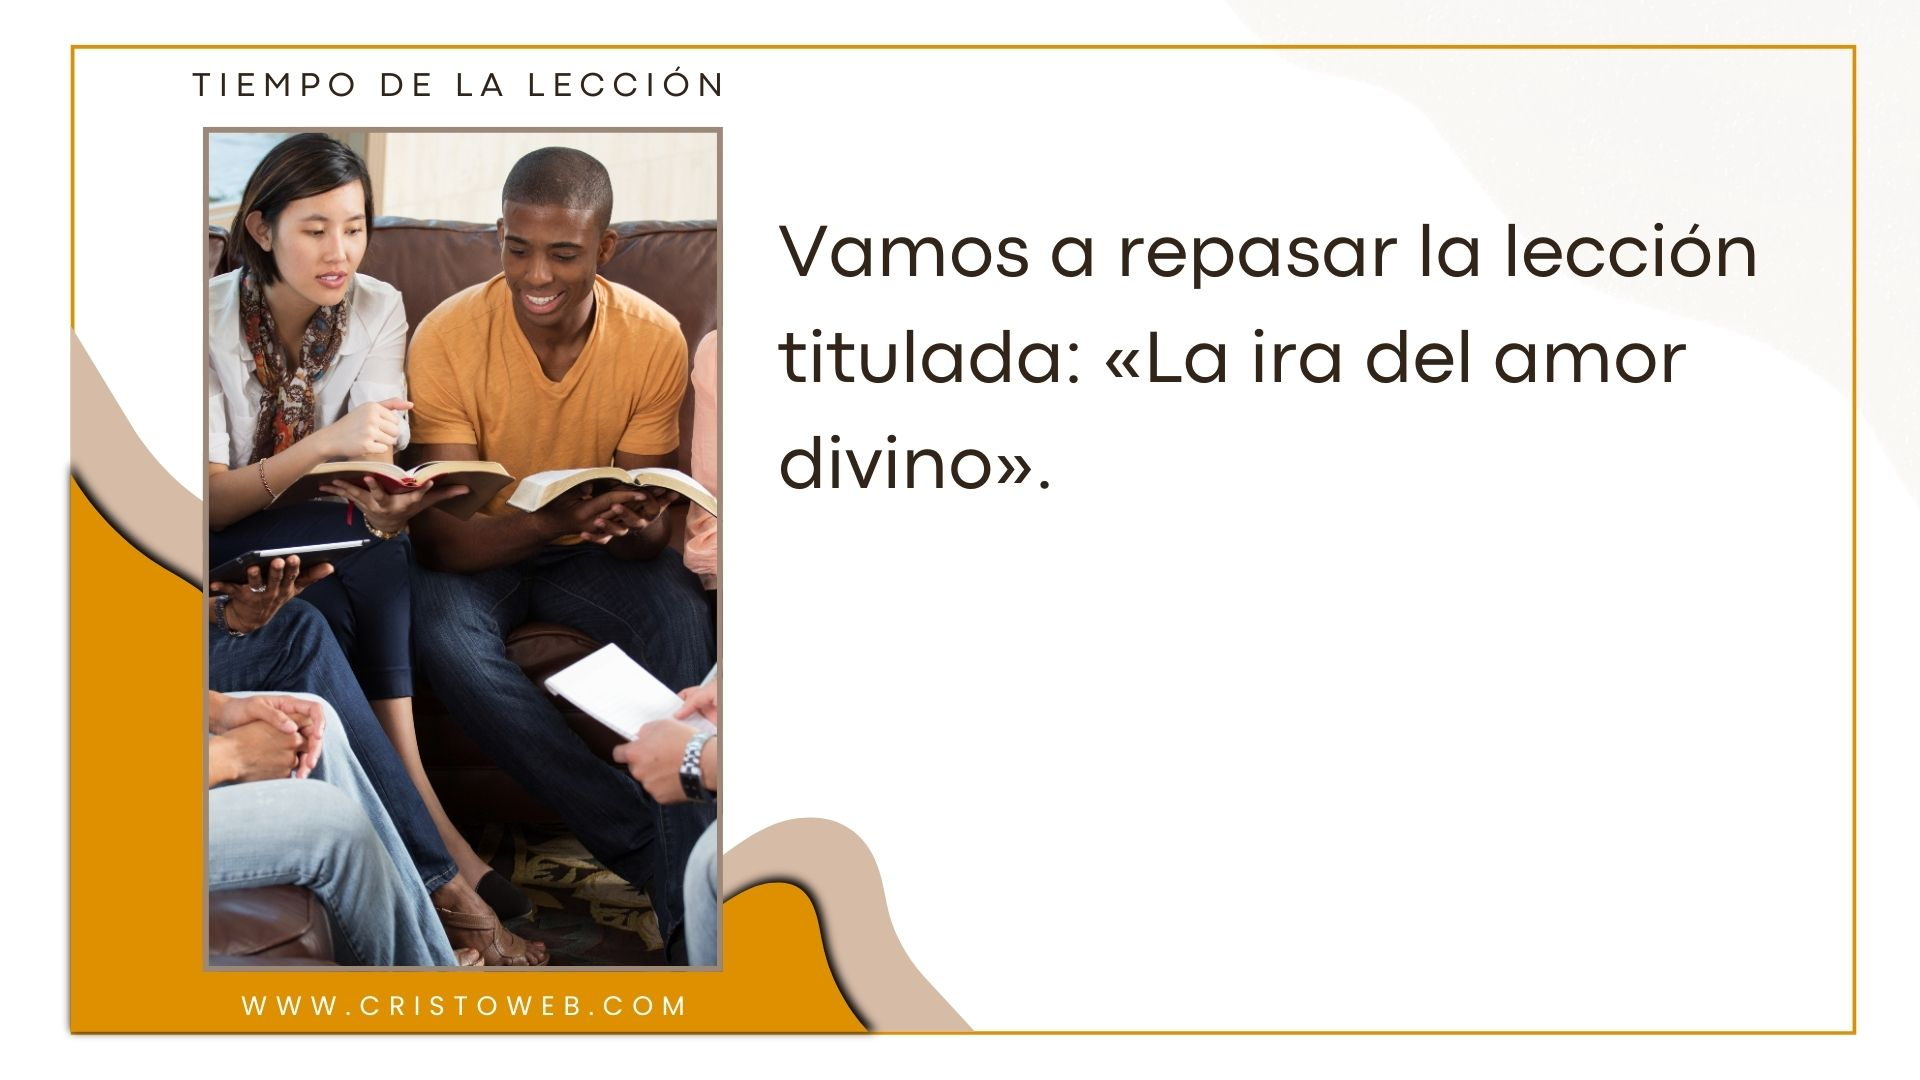 TIEMPO DE LA LECCIÓN
Vamos a repasar la lección
titulada: «La ira del amor
divino».
WWW.CRISTOWEB.COM